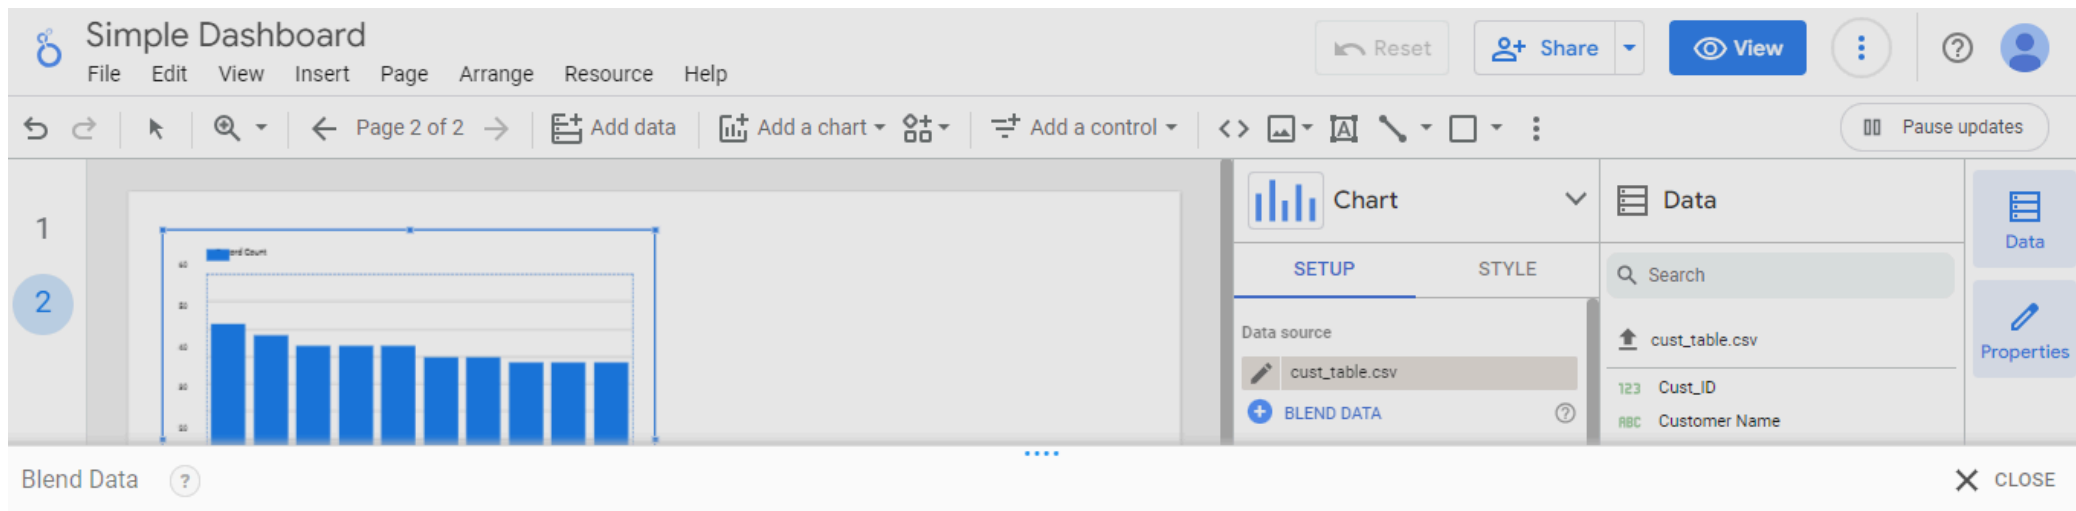 Simple Dashboard
Reset
Share
View
File Edit View Insert Page Arrange Resource Help
Page 2 of 2
Add data
Add a chart
Add a control
Pause updates
1
2
Chart
SETUP STYLE
Data source
cust_table.csv
BLEND DATA
Data
Search
cust_table.csv
123 Cust_ID
ABC Customer Name
Data
Properties
Blend Data ?
CLOSE